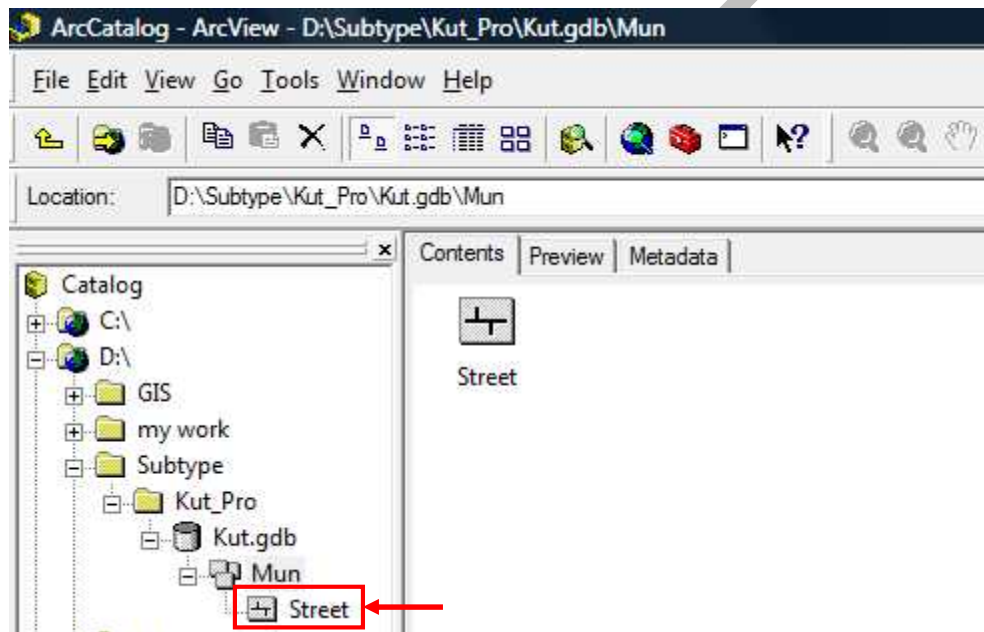 ArcCatalog - ArcView - D:\Subtype\Kut_Pro\Kut.gdb\Mun
File Edit View Go Tools Window Help
Location: D:\Subtype\Kut_Pro\Kut.gdb\Mun
Contents Preview Metadata
Catalog
C:\
D:\
GIS
my work
Subtype
Kut_Pro
Kut.gdb
Mun
Street
Street